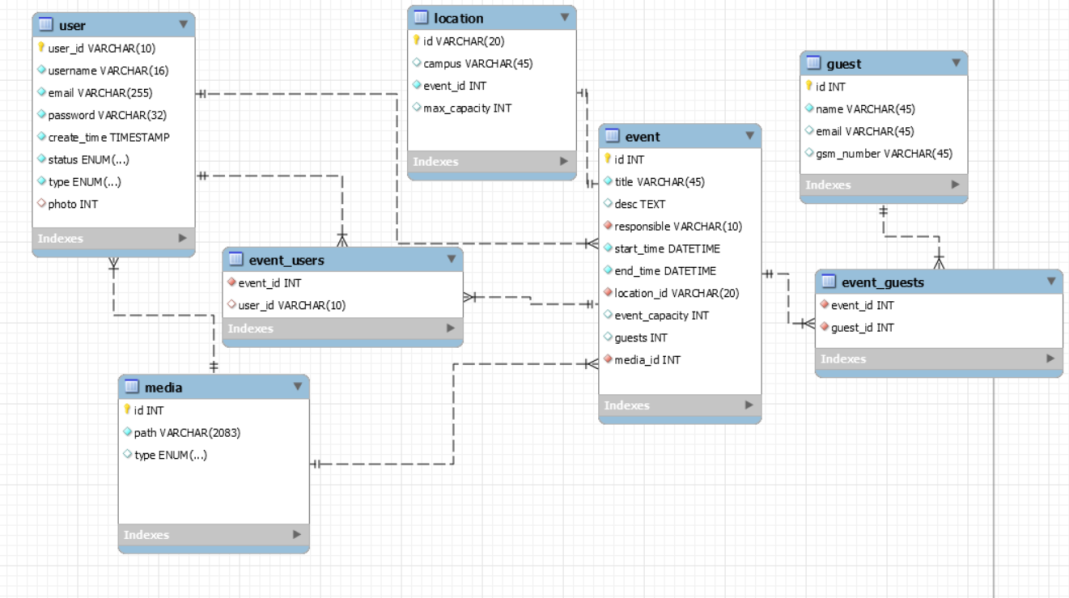 user
user_id VARCHAR(10)
username VARCHAR(16)
email VARCHAR(255)
password VARCHAR(32)
create_time TIMESTAMP
status ENUM(...)
type ENUM(...)
photo INT
Indexes
location
id VARCHAR(20)
campus VARCHAR(45)
event_id INT
max_capacity INT
Indexes
guest
id INT
name VARCHAR(45)
email VARCHAR(45)
gsm_number VARCHAR(45)
Indexes
event
id INT
title VARCHAR(45)
desc TEXT
responsible VARCHAR(10)
start_time DATETIME
end_time DATETIME
location_id VARCHAR(20)
event_capacity INT
guests INT
media_id INT
Indexes
event_users
event_id INT
user_id VARCHAR(10)
Indexes
event_guests
event_id INT
guest_id INT
Indexes
media
id INT
path VARCHAR(2083)
type ENUM(...)
Indexes